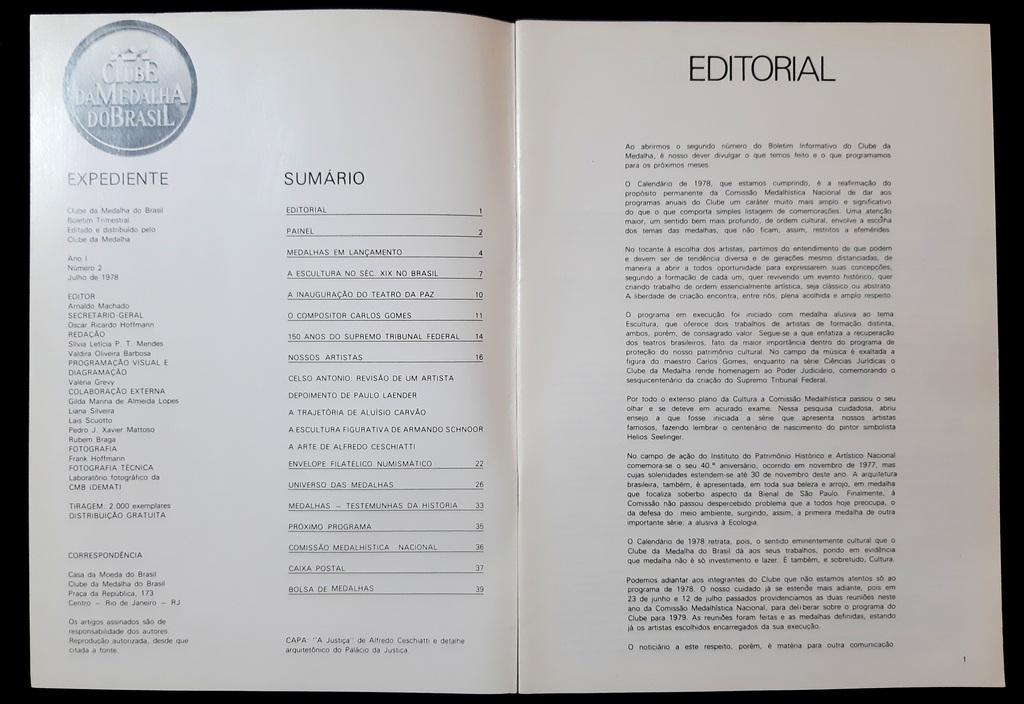 CLUBE
DA MEDALHA
DO BRASIL
EXPEDIENTE
Clube da Medalha do Brasil
Boletim Trimestral
Editado e distribuído pelo
Clube da Medalha
Ano I
Número 2
Julho de 1978
EDITOR
Arnaldo Machado
SECRETÁRIO-GERAL
Oscar Ricardo Hoffmann
REDAÇÃO
Sílvia Letícia P. T. Mendes
Valdira Oliveira Barbosa
PROGRAMAÇÃO VISUAL E
DIAGRAMAÇÃO
Valéria Grevy
COLABORAÇÃO EXTERNA
Gilda Marina de Almeida Lopes
Liana Silveira
Lais Scuotto
Pedro J. Xavier Mattoso
Rubem Braga
FOTOGRAFIA
Frank Hoffmann
FOTOGRAFIA TÉCNICA
Laboratório fotográfico da
CMB (DEMAT)
TIRAGEM: 2.000 exemplares
DISTRIBUIÇÃO GRATUITA
CORRESPONDÊNCIA
Casa da Moeda do Brasil
Clube da Medalha do Brasil
Praça da República, 173
Centro – Rio de Janeiro – RJ
Os artigos assinados são de
responsabilidade dos autores.
Reprodução autorizada, desde que
citada a fonte.
SUMÁRIO
EDITORIAL 1
PAINEL 2
MEDALHAS EM LANÇAMENTO 4
A ESCULTURA NO SÉC. XIX NO BRASIL 7
A INAUGURAÇÃO DO TEATRO DA PAZ 10
O COMPOSITOR CARLOS GOMES 11
150 ANOS DO SUPREMO TRIBUNAL FEDERAL 14
NOSSOS ARTISTAS 16
CELSO ANTONIO: REVISÃO DE UM ARTISTA
DEPOIMENTO DE PAULO LAENDER
A TRAJETÓRIA DE ALUÍSIO CARVÃO
A ESCULTURA FIGURATIVA DE ARMANDO SCHNOOR
A ARTE DE ALFREDO CESCHIATTI
ENVELOPE FILATÉLICO NUMISMÁTICO 22
UNIVERSO DAS MEDALHAS 26
MEDALHAS – TESTEMUNHAS DA HISTÓRIA 33
PRÓXIMO PROGRAMA 35
COMISSÃO MEDALHÍSTICA NACIONAL 36
CAIXA POSTAL 37
BOLSA DE MEDALHAS 39
CAPA: "A Justiça" de Alfredo Ceschiatti e detalhe
arquitetônico do Palácio da Justiça.
EDITORIAL
Ao abrirmos o segundo número do Boletim Informativo do Clube da
Medalha, é nosso dever divulgar o que temos feito e o que programamos
para os próximos meses.
O Calendário de 1978, que estamos cumprindo, é a reafirmação do
propósito permanente da Comissão Medalhística Nacional de dar aos
programas anuais do Clube um caráter muito mais amplo e significativo
do que o que comporta simples listagem de comemorações. Uma atenção
maior, um sentido bem mais profundo, de ordem cultural, envolve a escolha
dos temas das medalhas, que não ficam, assim, restritos a efemérides.
No tocante à escolha dos artistas, partimos do entendimento de que podem
e devem ser de tendência diversa e de gerações mesmo distanciadas, de
maneira a abrir a todos oportunidade para expressarem suas concepções,
segundo a formação de cada um, quer revivendo um evento histórico, quer
criando trabalho de ordem essencialmente artística, seja clássico ou abstrato.
A liberdade de criação encontra, entre nós, plena acolhida e amplo respeito.
O programa em execução foi iniciado com medalha alusiva ao tema
Escultura, que oferece dois trabalhos de artistas de formação distinta,
ambos, porém, de consagrado valor. Segue-se a que enfatiza a recuperação
dos teatros brasileiros, fato da maior importância dentro do programa de
proteção do nosso patrimônio cultural. No campo da música é exaltada a
figura do maestro Carlos Gomes, enquanto na série Ciências Jurídicas o
Clube da Medalha rende homenagem ao Poder Judiciário, comemorando o
sesquicentenário da criação do Supremo Tribunal Federal.
Por todo o extenso plano da Cultura a Comissão Medalhística passou o seu
olhar e se deteve em acurado exame. Nessa pesquisa cuidadosa, abriu
ensejo a que fosse iniciada a série que apresenta nossos artistas
famosos, fazendo lembrar o centenário de nascimento do pintor simbolista
Helios Seelinger.
No campo de ação do Instituto do Patrimônio Histórico e Artístico Nacional
comemora-se o seu 40.º aniversário, ocorrido em novembro de 1977, mas
cujas solenidades estendem-se até 30 de novembro deste ano. A arquitetura
brasileira, também, é apresentada, em toda sua beleza e arrojo, em medalha
que focaliza soberbo aspecto da Bienal de São Paulo. Finalmente, à
Comissão não passou despercebido problema que a todos hoje preocupa, o
da defesa do meio ambiente, surgindo, assim, a primeira medalha de outra
importante série: a alusiva à Ecologia.
O Calendário de 1978 retrata, pois, o sentido eminentemente cultural que o
Clube da Medalha do Brasil dá aos seus trabalhos, pondo em evidência
que medalha não é só investimento e lazer. É também, e sobretudo, Cultura.
Podemos adiantar aos integrantes do Clube que não estamos atentos só ao
programa de 1978. O nosso cuidado já se estende mais adiante, pois em
23 de junho e 12 de julho passados providenciamos as duas reuniões neste
ano da Comissão Medalhística Nacional, para deliberar sobre o programa do
Clube para 1979. As reuniões foram feitas e as medalhas definidas, estando
já os artistas escolhidos encarregados da sua execução.
O noticiário a este respeito, porém, é matéria para outra comunicação.
1